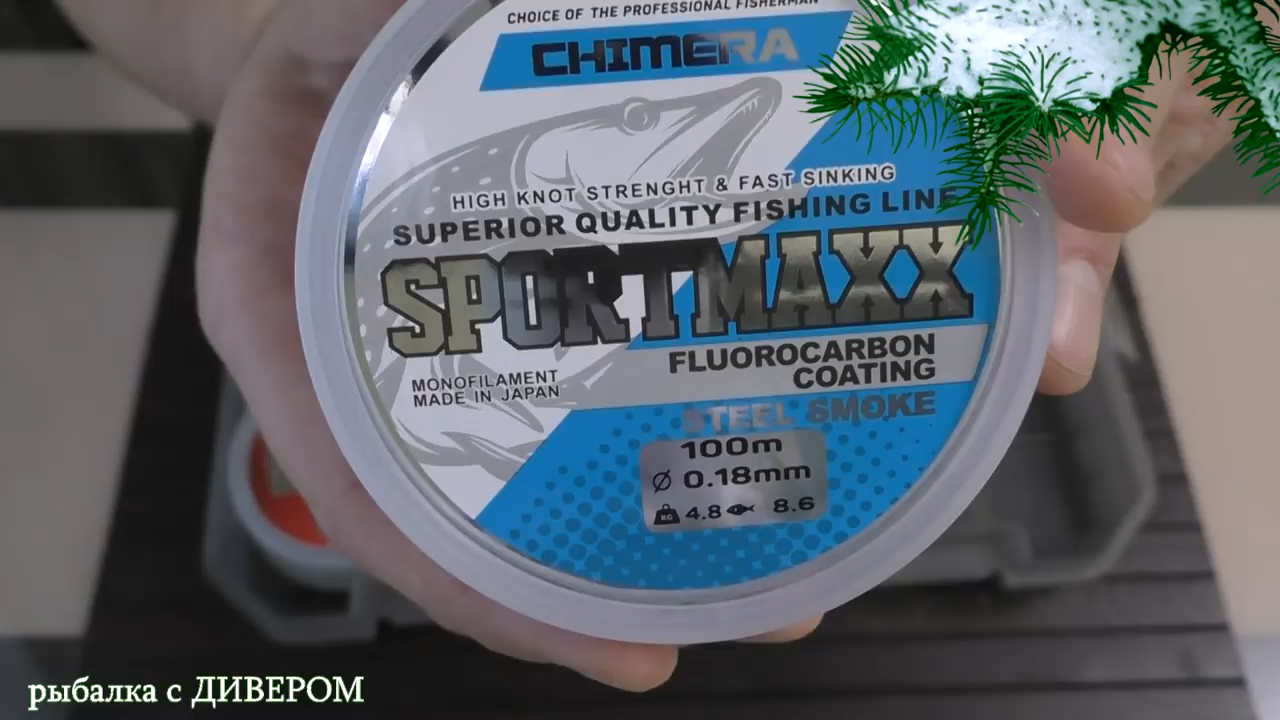 CHOICE OF THE PROFESSIONAL FISHERMAN
CHIMERA
HIGH KNOT STRENGHT & FAST SINKING
SUPERIOR QUALITY FISHING LINE
SPORTMAXX
FLUOROCARBON
COATING
MONOFILAMENT
MADE IN JAPAN
STEEL SMOKE
100m
Ø 0.18mm
KG 4.8 8.6
рыбалка с ДИВЕРОМ